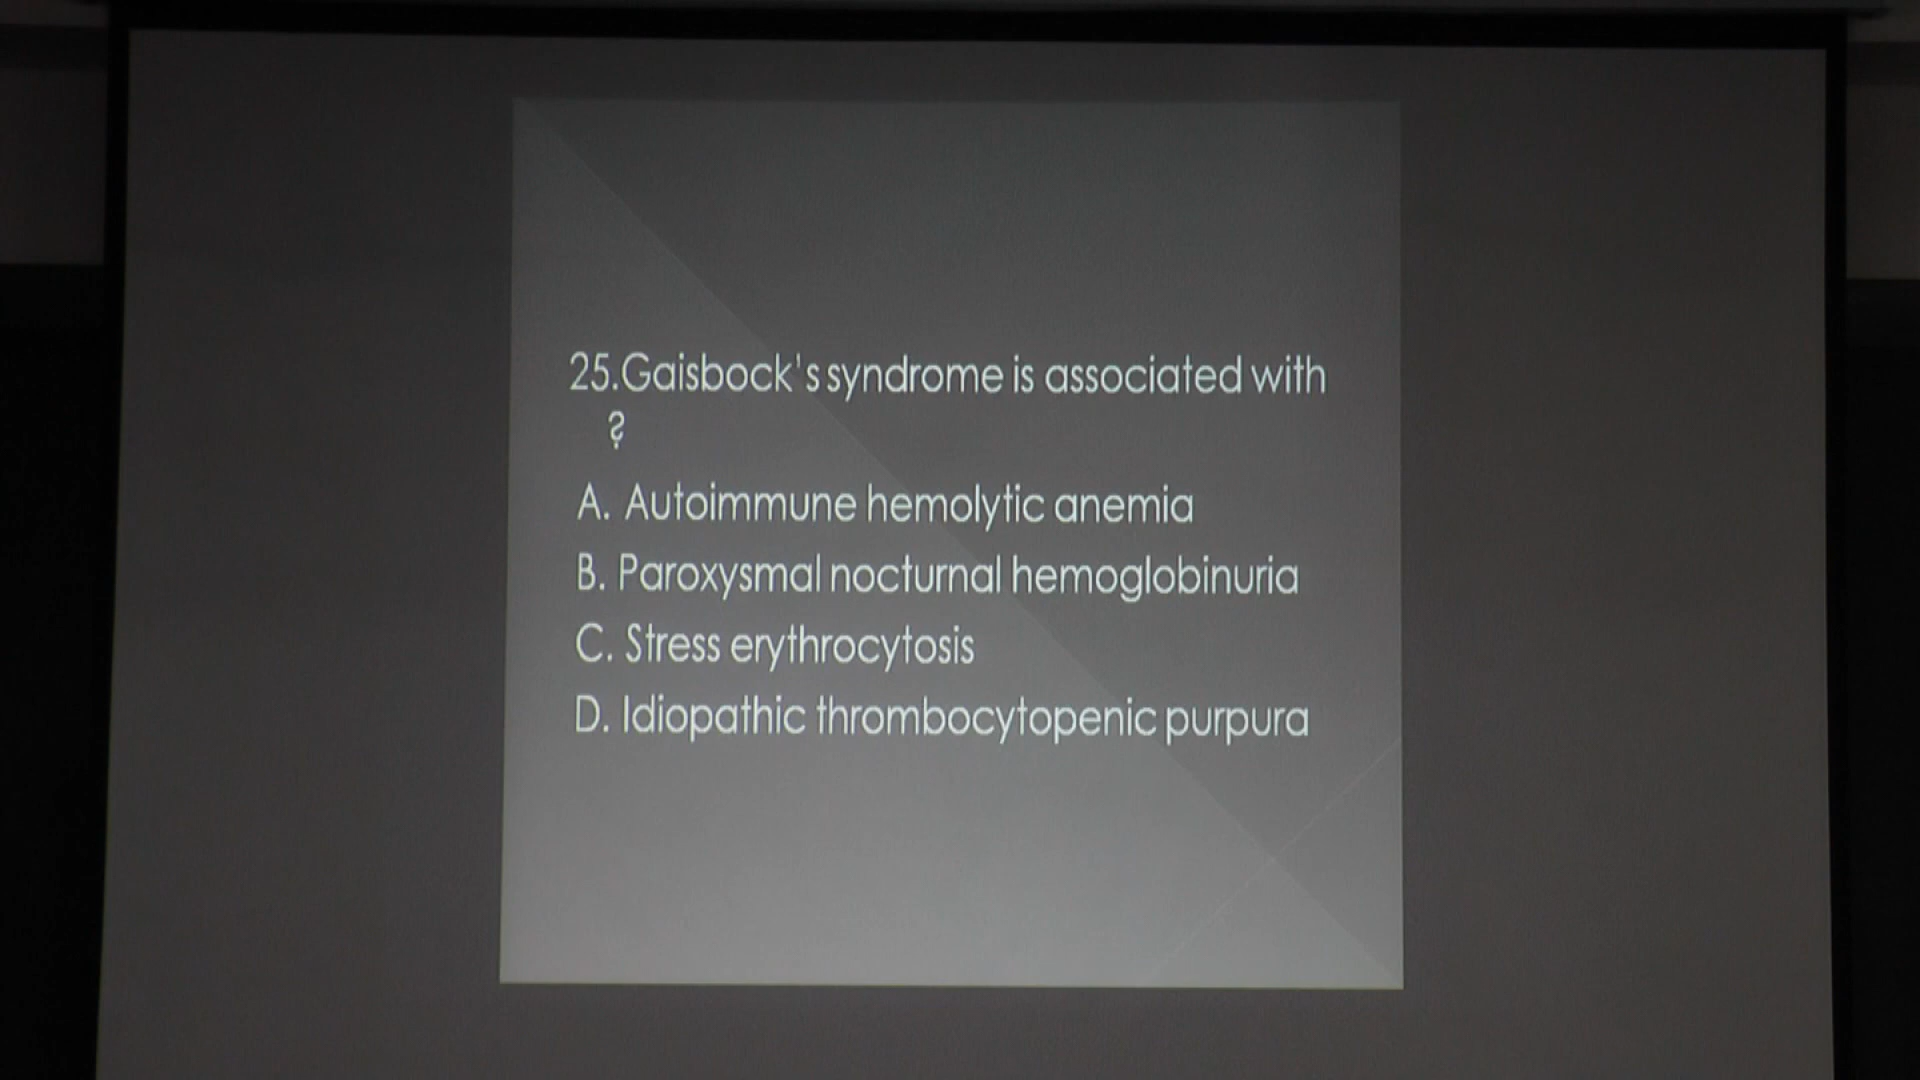 25.Gaisbock's syndrome is associated with
?
A. Autoimmune hemolytic anemia
B. Paroxysmal nocturnal hemoglobinuria
C. Stress erythrocytosis
D. Idiopathic thrombocytopenic purpura